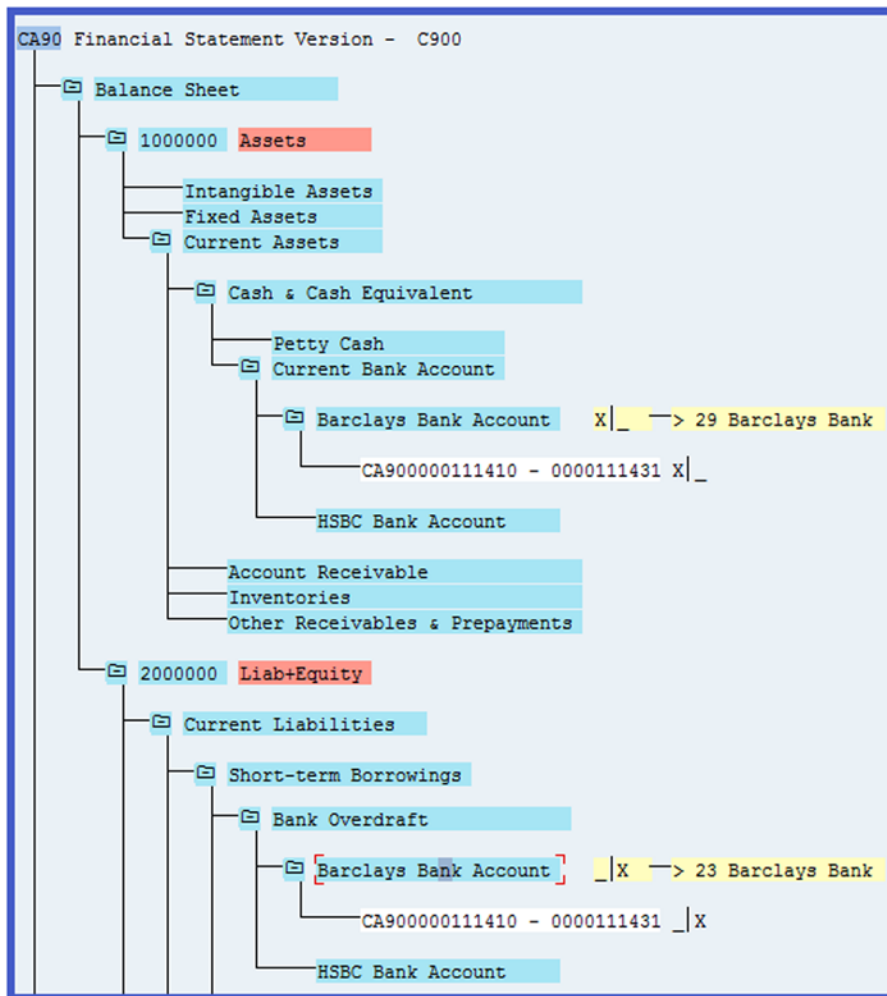 CA90 Financial Statement Version - C900
Balance Sheet
1000000 Assets
Intangible Assets
Fixed Assets
Current Assets
Cash & Cash Equivalent
Petty Cash
Current Bank Account
Barclays Bank Account X|_ > 29 Barclays Bank
CA900000111410 - 0000111431 X|_
HSBC Bank Account
Account Receivable
Inventories
Other Receivables & Prepayments
2000000 Liab+Equity
Current Liabilities
Short-term Borrowings
Bank Overdraft
Barclays Bank Account _|X > 23 Barclays Bank
CA900000111410 - 0000111431 _|X
HSBC Bank Account